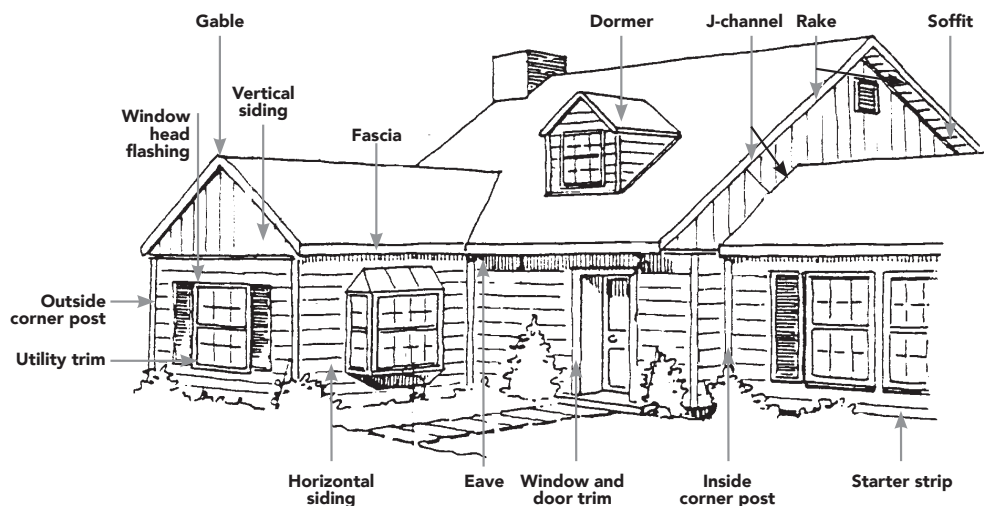 Gable
Dormer
J-channel
Rake
Soffit
Vertical
siding
Window
head
flashing
Fascia
Outside
corner post
Utility trim
Horizontal
siding
Eave
Window and
door trim
Inside
corner post
Starter strip